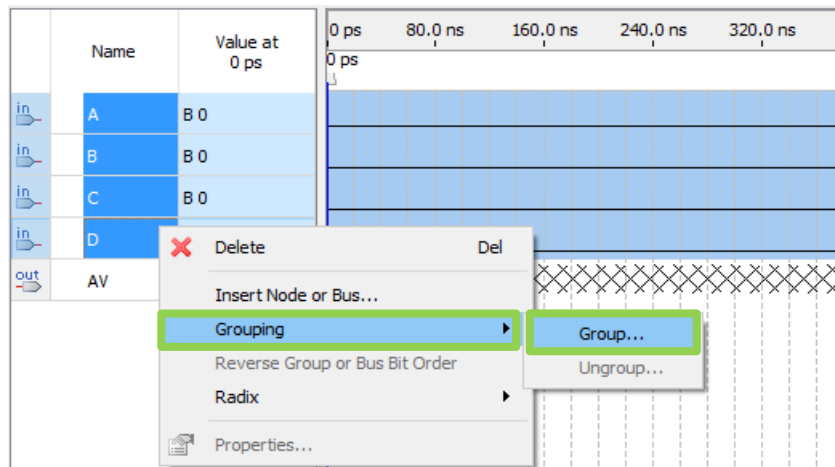 Name
Value at
0 ps
0 ps 80.0 ns 160.0 ns 240.0 ns 320.0 ns
0 ps
in
A
B 0
in
B
B 0
in
C
B 0
in
D
out
AV
Delete Del
Insert Node or Bus...
Grouping
Group...
Reverse Group or Bus Bit Order
Ungroup...
Radix
Properties...